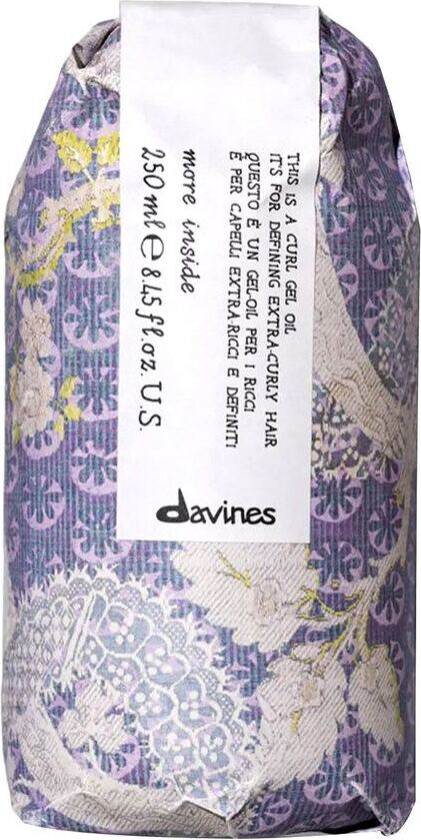 THIS IS A CURL GEL OIL
IT'S FOR DEFINING EXTRA-CURLY HAIR
QUESTO È UN GEL-OIL PER I RICCI
È PER CAPELLI EXTRA-RICCI E DEFINITI
more inside
250 ml ℮ 8.45 fl.oz. U.S.
davines